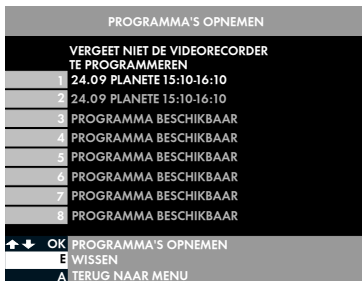 PROGRAMMA'S OPNEMEN
VERGEET NIET DE VIDEORECORDER
TE PROGRAMMEREN
1 24.09 PLANETE 15:10-16:10
2 24.09 PLANETE 15:10-16:10
3 PROGRAMMA BESCHIKBAAR
4 PROGRAMMA BESCHIKBAAR
5 PROGRAMMA BESCHIKBAAR
6 PROGRAMMA BESCHIKBAAR
7 PROGRAMMA BESCHIKBAAR
8 PROGRAMMA BESCHIKBAAR
OK PROGRAMMA'S OPNEMEN
E WISSEN
A TERUG NAAR MENU